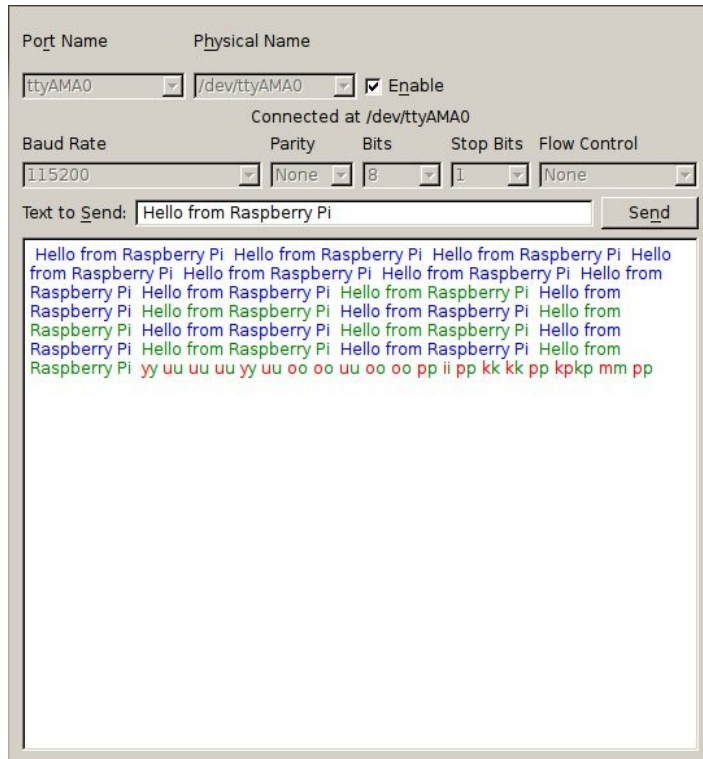 Port Name Physical Name
ttyAMA0 /dev/ttyAMA0 Enable
Connected at /dev/ttyAMA0
Baud Rate Parity Bits Stop Bits Flow Control
115200 None 8 1 None
Text to Send: Hello from Raspberry Pi Send
Hello from Raspberry Pi Hello from Raspberry Pi Hello from Raspberry Pi Hello
from Raspberry Pi Hello from Raspberry Pi Hello from Raspberry Pi Hello from
Raspberry Pi Hello from Raspberry Pi Hello from Raspberry Pi Hello from
Raspberry Pi Hello from Raspberry Pi Hello from Raspberry Pi Hello from
Raspberry Pi Hello from Raspberry Pi Hello from Raspberry Pi Hello from
Raspberry Pi Hello from Raspberry Pi Hello from Raspberry Pi Hello from
Raspberry Pi yy uu uu uu yy uu oo oo uu oo oo pp ii pp kk kk pp kpkp mm pp